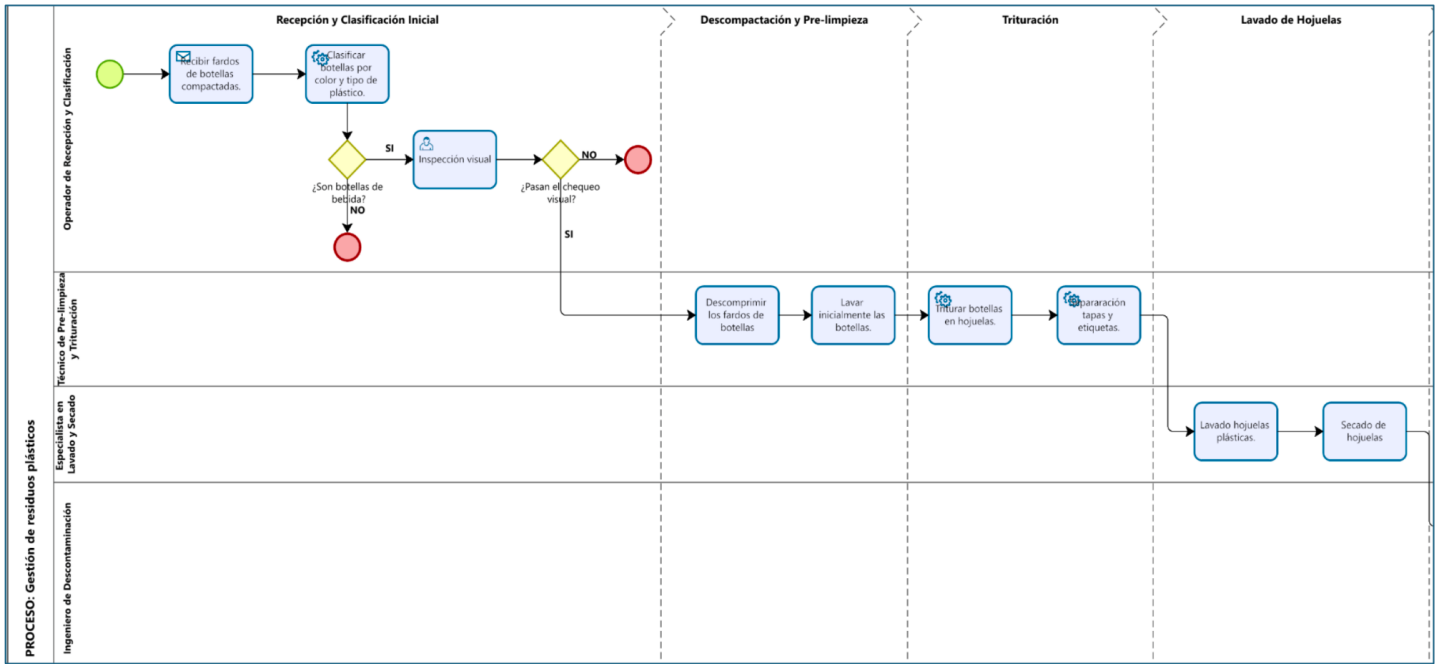 PROCESO: Gestión de residuos plásticos
Recepción y Clasificación Inicial
Descompactación y Pre-limpieza
Trituración
Lavado de Hojuelas
Operador de Recepción y Clasificación
Recibir fardos
de botellas
compactadas.
Clasificar
botellas por
color y tipo de
plástico.
¿Son botellas de
bebida?
SI
NO
Inspección visual
¿Pasan el chequeo
visual?
NO
SI
Técnico de Pre-limpieza
y Trituración
Descomprimir
los fardos de
botellas
Lavar
inicialmente las
botellas.
Triturar botellas
en hojuelas.
tapas y
etiquetas.
Especialista en
Lavado y Secado
Lavado hojuelas
plásticas.
Secado de
hojuelas
Ingeniero de Descontaminación